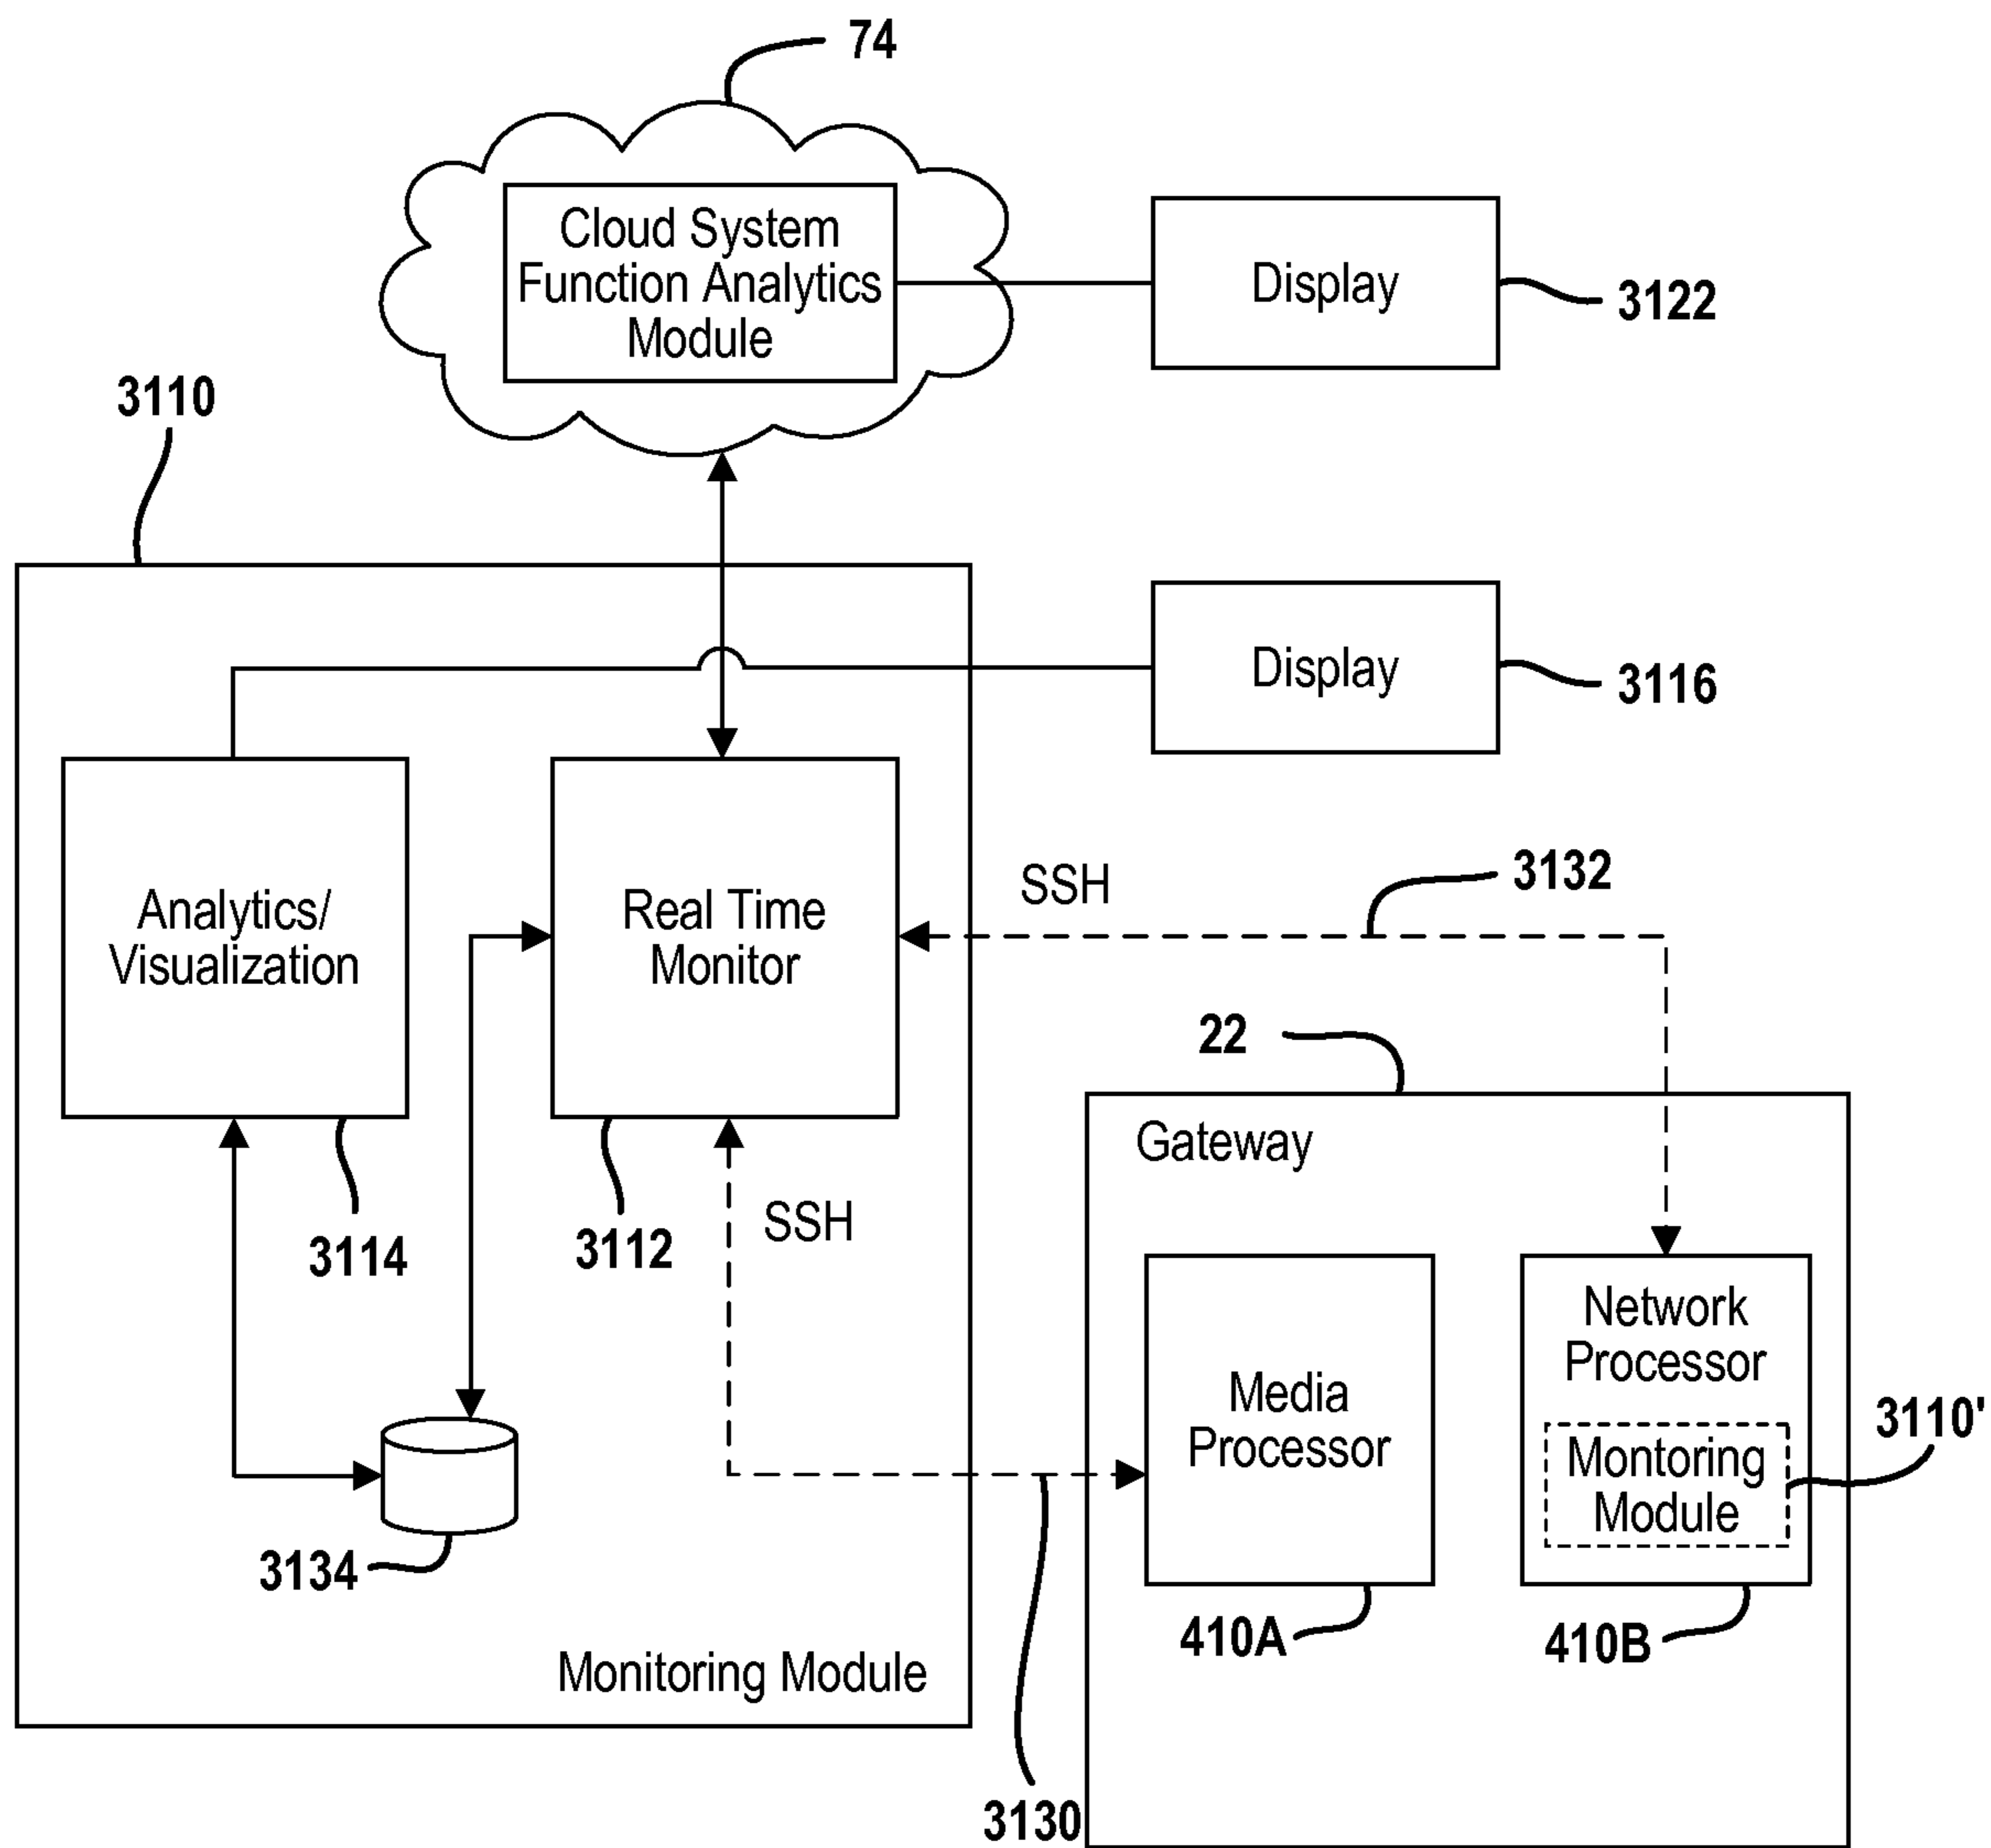 74
Cloud System
Function Analytics
Module
Display
3122
3110
Display
3116
Analytics/
Visualization
Real Time
Monitor
SSH
3132
22
Gateway
3114
3112
SSH
Network
Processor
Media
Processor
3110'
Montoring
Module
3134
410A
410B
Monitoring Module
3130